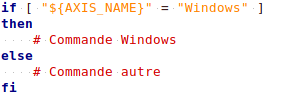 if [ "${AXIS_NAME}" = "Windows" ]
then
    # Commande Windows
else
    # Commande autre
fi